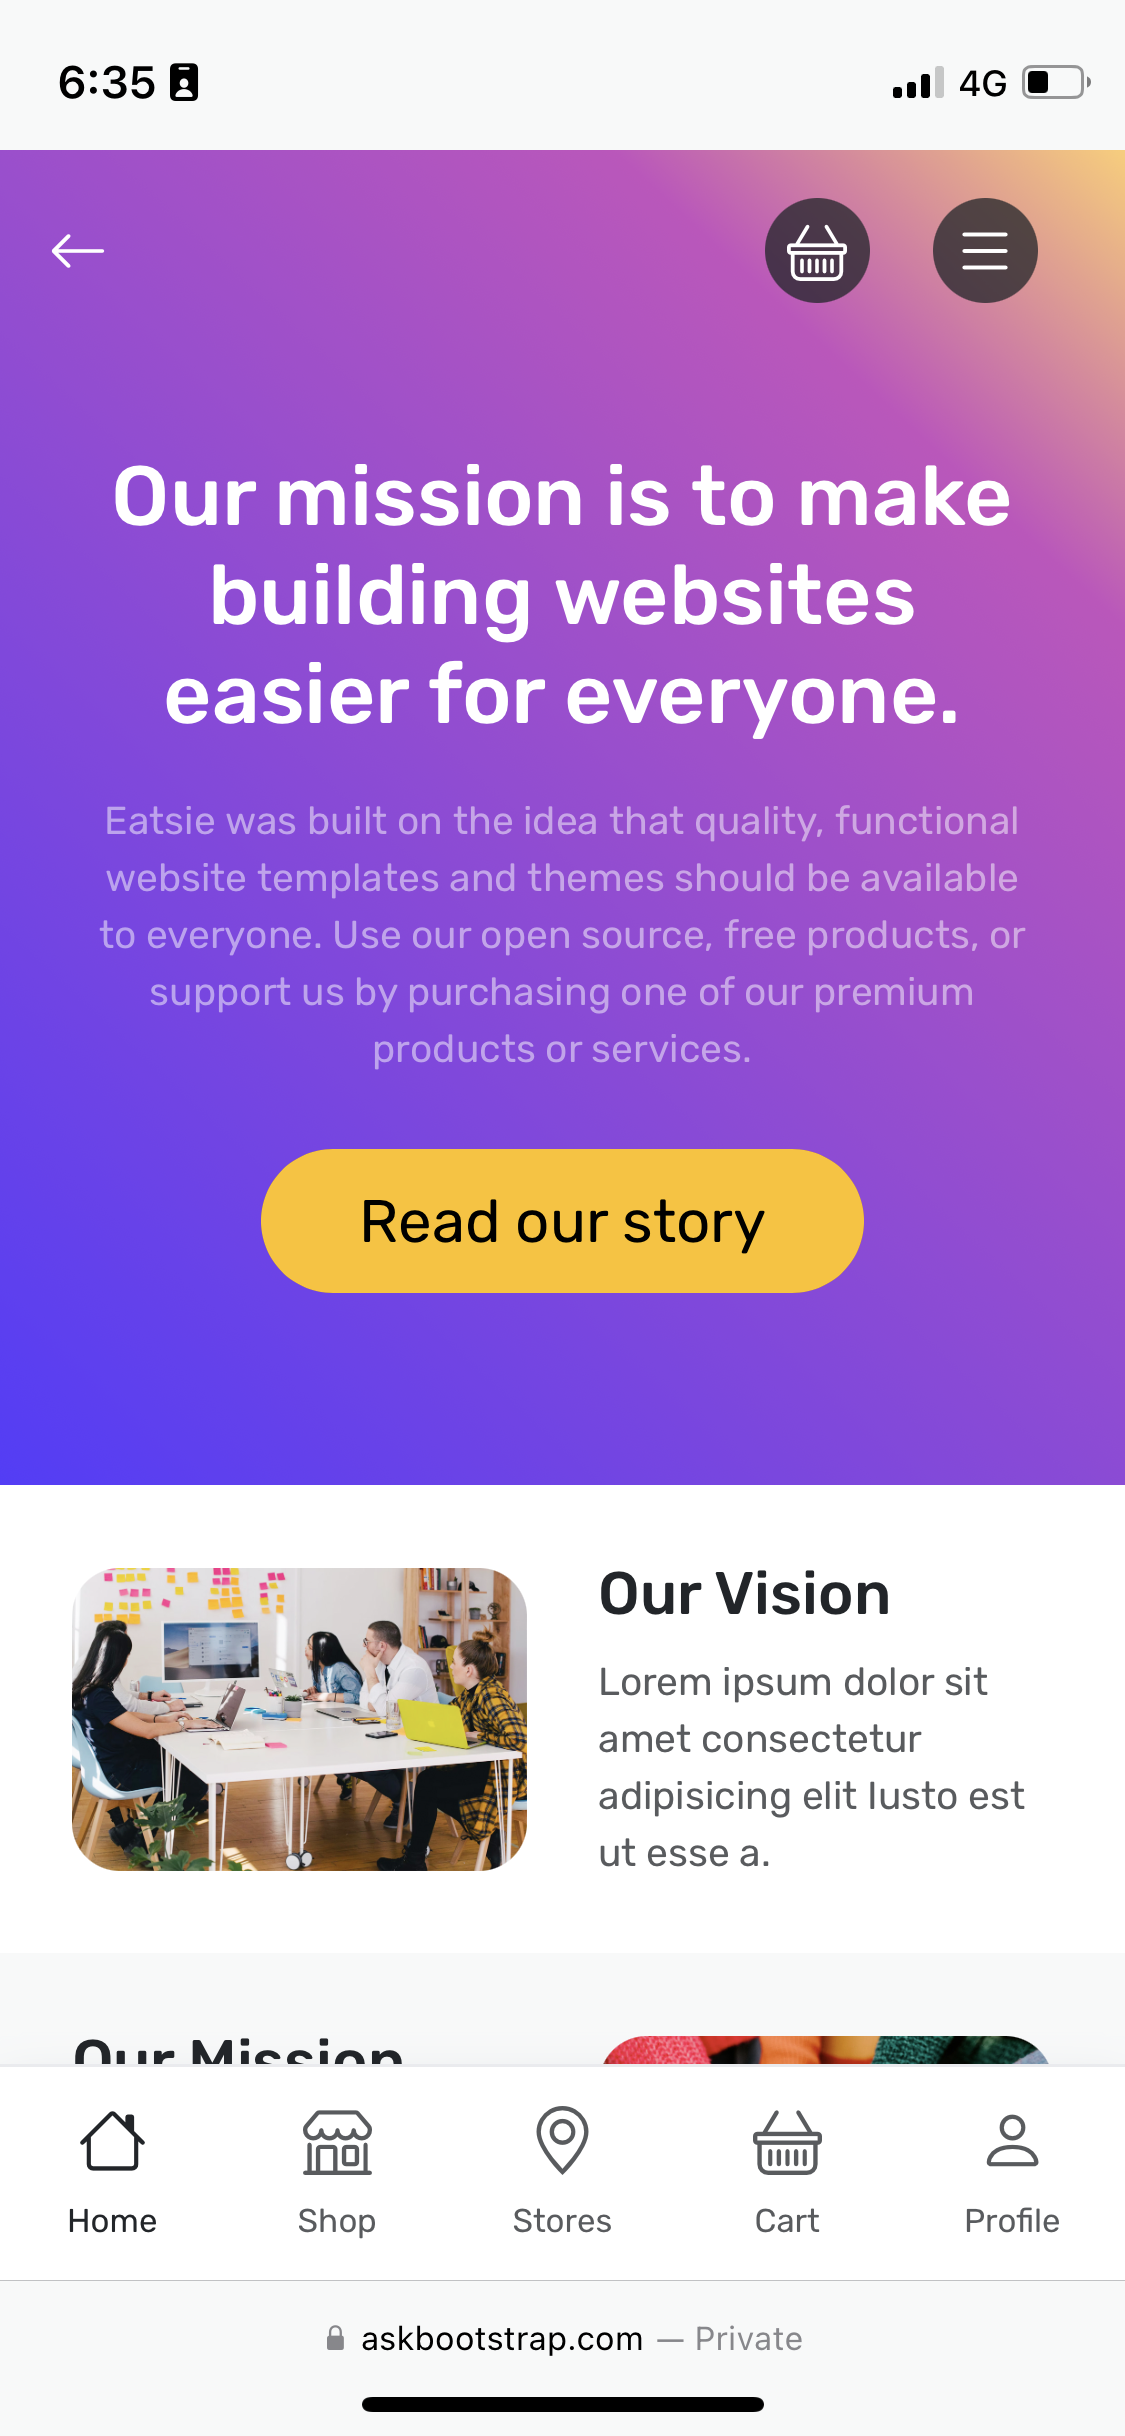 6:35
4G
Our mission is to make
building websites
easier for everyone.
Eatsie was built on the idea that quality, functional
website templates and themes should be available
to everyone. Use our open source, free products, or
support us by purchasing one of our premium
products or services.
Read our story
Our Vision
Lorem ipsum dolor sit
amet consectetur
adipisicing elit Iusto est
ut esse a.
Our Mission
Home
Shop
Stores
Cart
Profile
askbootstrap.com — Private